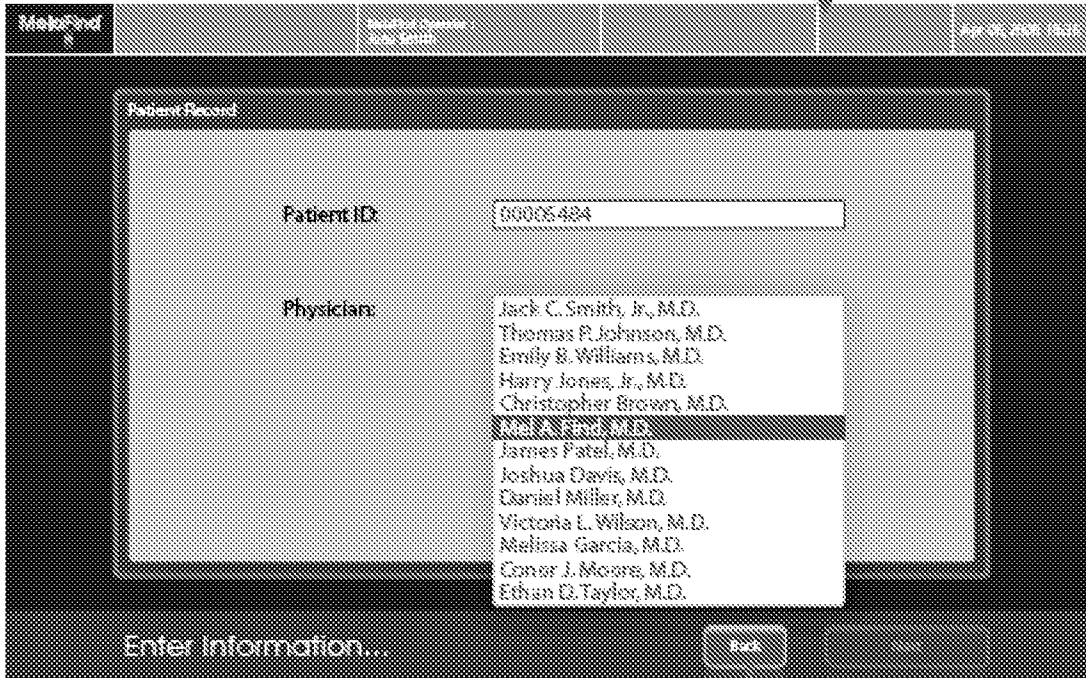 MelaFind
Patient Record
Patient ID:
00005484
Physician:
Jack C. Smith, Jr., M.D.
Thomas P. Johnson, M.D.
Emily B. Williams, M.D.
Harry Jones, Jr., M.D.
Christopher Brown, M.D.
Mel A. Find, M.D.
James Patel, M.D.
Joshua Davis, M.D.
Daniel Miller, M.D.
Victoria L. Wilson, M.D.
Melissa Garcia, M.D.
Conor J. Moore, M.D.
Ethan D. Taylor, M.D.
Enter Information...
Back